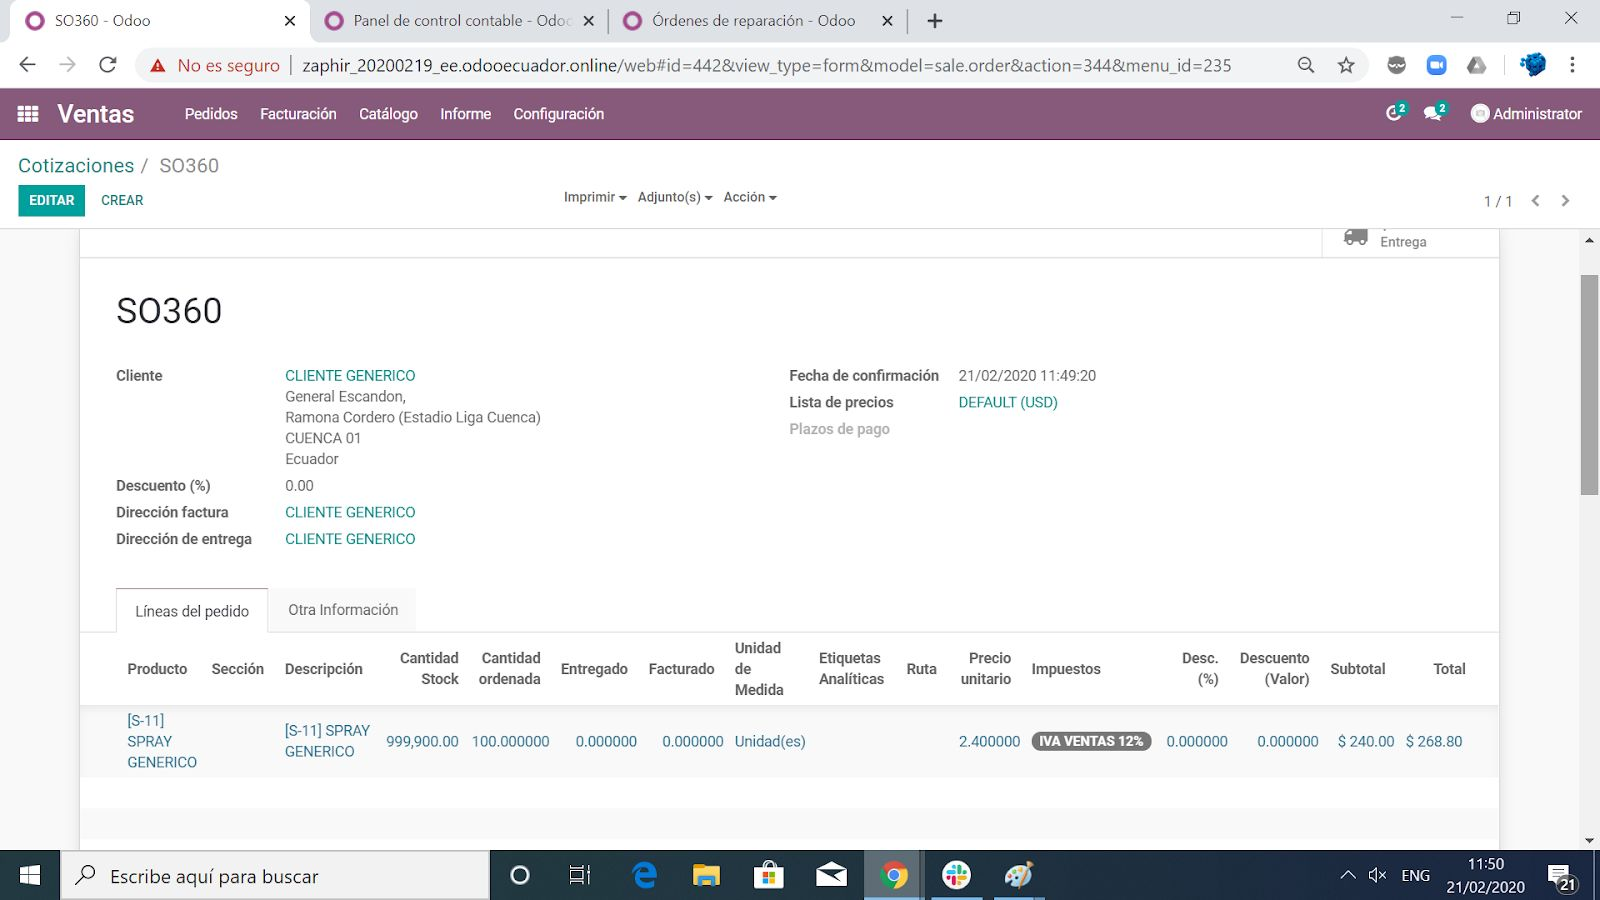 SO360 - Odoo
Panel de control contable - Odoo
Órdenes de reparación - Odoo
No es seguro
zaphir_20200219_ee.odooecuador.online/web#id=442&view_type=form&model=sale.order&action=344&menu_id=235
Ventas
Pedidos
Facturación
Catálogo
Informe
Configuración
2
2
Administrator
Cotizaciones / SO360
EDITAR
CREAR
Imprimir
Adjunto(s)
Acción
1 / 1
Entrega
SO360
Cliente
CLIENTE GENERICO
General Escandon,
Ramona Cordero (Estadio Liga Cuenca)
CUENCA 01
Ecuador
Descuento (%)
0.00
Dirección factura
CLIENTE GENERICO
Dirección de entrega
CLIENTE GENERICO
Fecha de confirmación
21/02/2020 11:49:20
Lista de precios
DEFAULT (USD)
Plazos de pago
Líneas del pedido
Otra Información
Producto
Sección
Descripción
Cantidad
Stock
Cantidad
ordenada
Entregado
Facturado
Unidad
de
Medida
Etiquetas
Analíticas
Ruta
Precio
unitario
Impuestos
Desc.
(%)
Descuento
(Valor)
Subtotal
Total
[S-11]
SPRAY
GENERICO
[S-11] SPRAY
GENERICO
999,900.00
100.000000
0.000000
0.000000
Unidad(es)
2.400000
IVA VENTAS 12%
0.000000
0.000000
$ 240.00
$ 268.80
Escribe aquí para buscar
ENG
11:50
21/02/2020
21